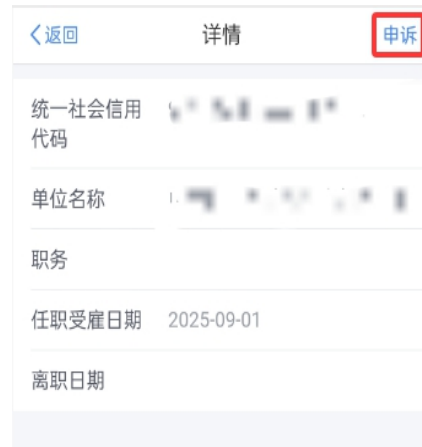 返回 详情 申诉
统一社会信用
代码
单位名称
职务
任职受雇日期 2025-09-01
离职日期